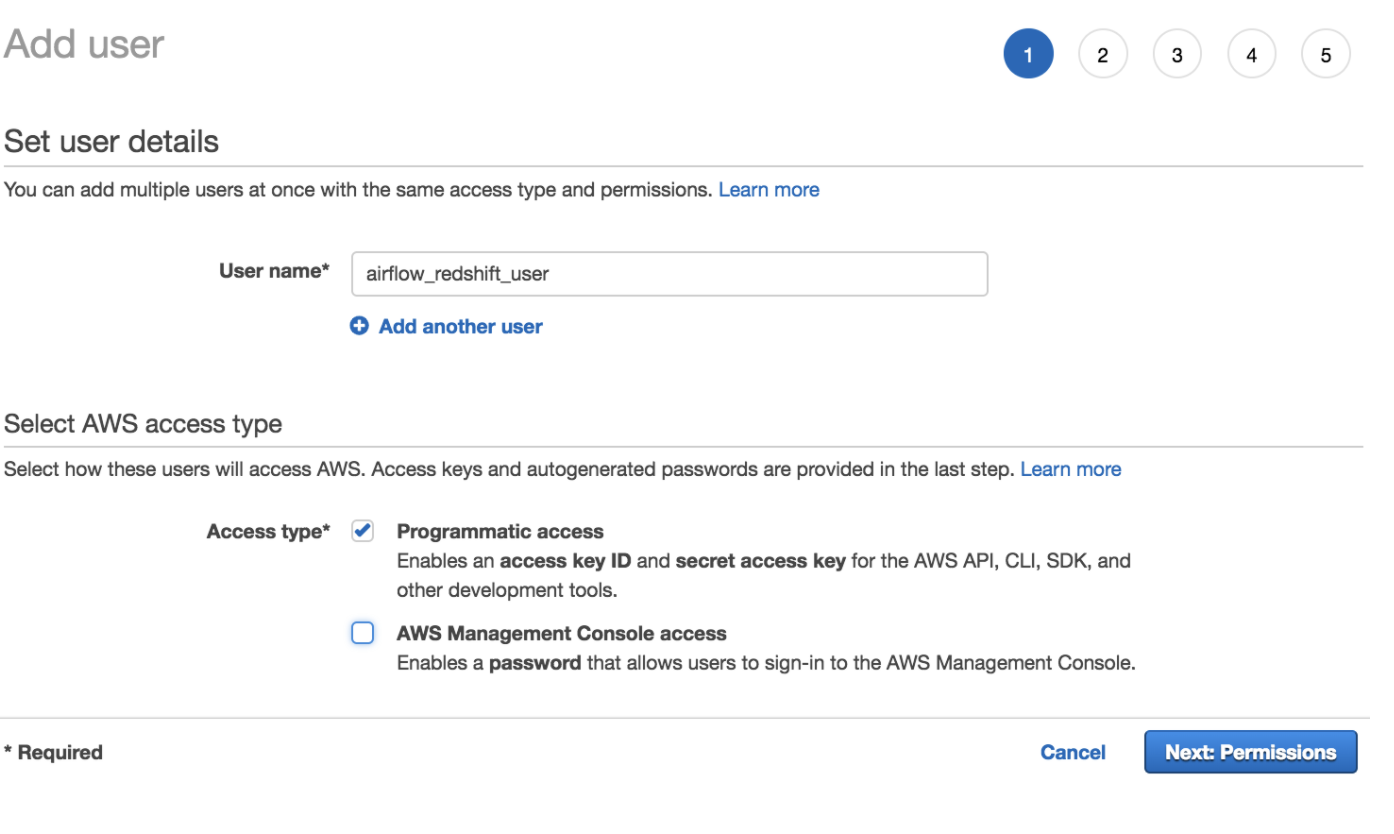 Add user
1 2 3 4 5
Set user details
You can add multiple users at once with the same access type and permissions. Learn more
User name* airflow_redshift_user
Add another user
Select AWS access type
Select how these users will access AWS. Access keys and autogenerated passwords are provided in the last step. Learn more
Access type* Programmatic access
Enables an access key ID and secret access key for the AWS API, CLI, SDK, and
other development tools.
AWS Management Console access
Enables a password that allows users to sign-in to the AWS Management Console.
* Required Cancel Next: Permissions